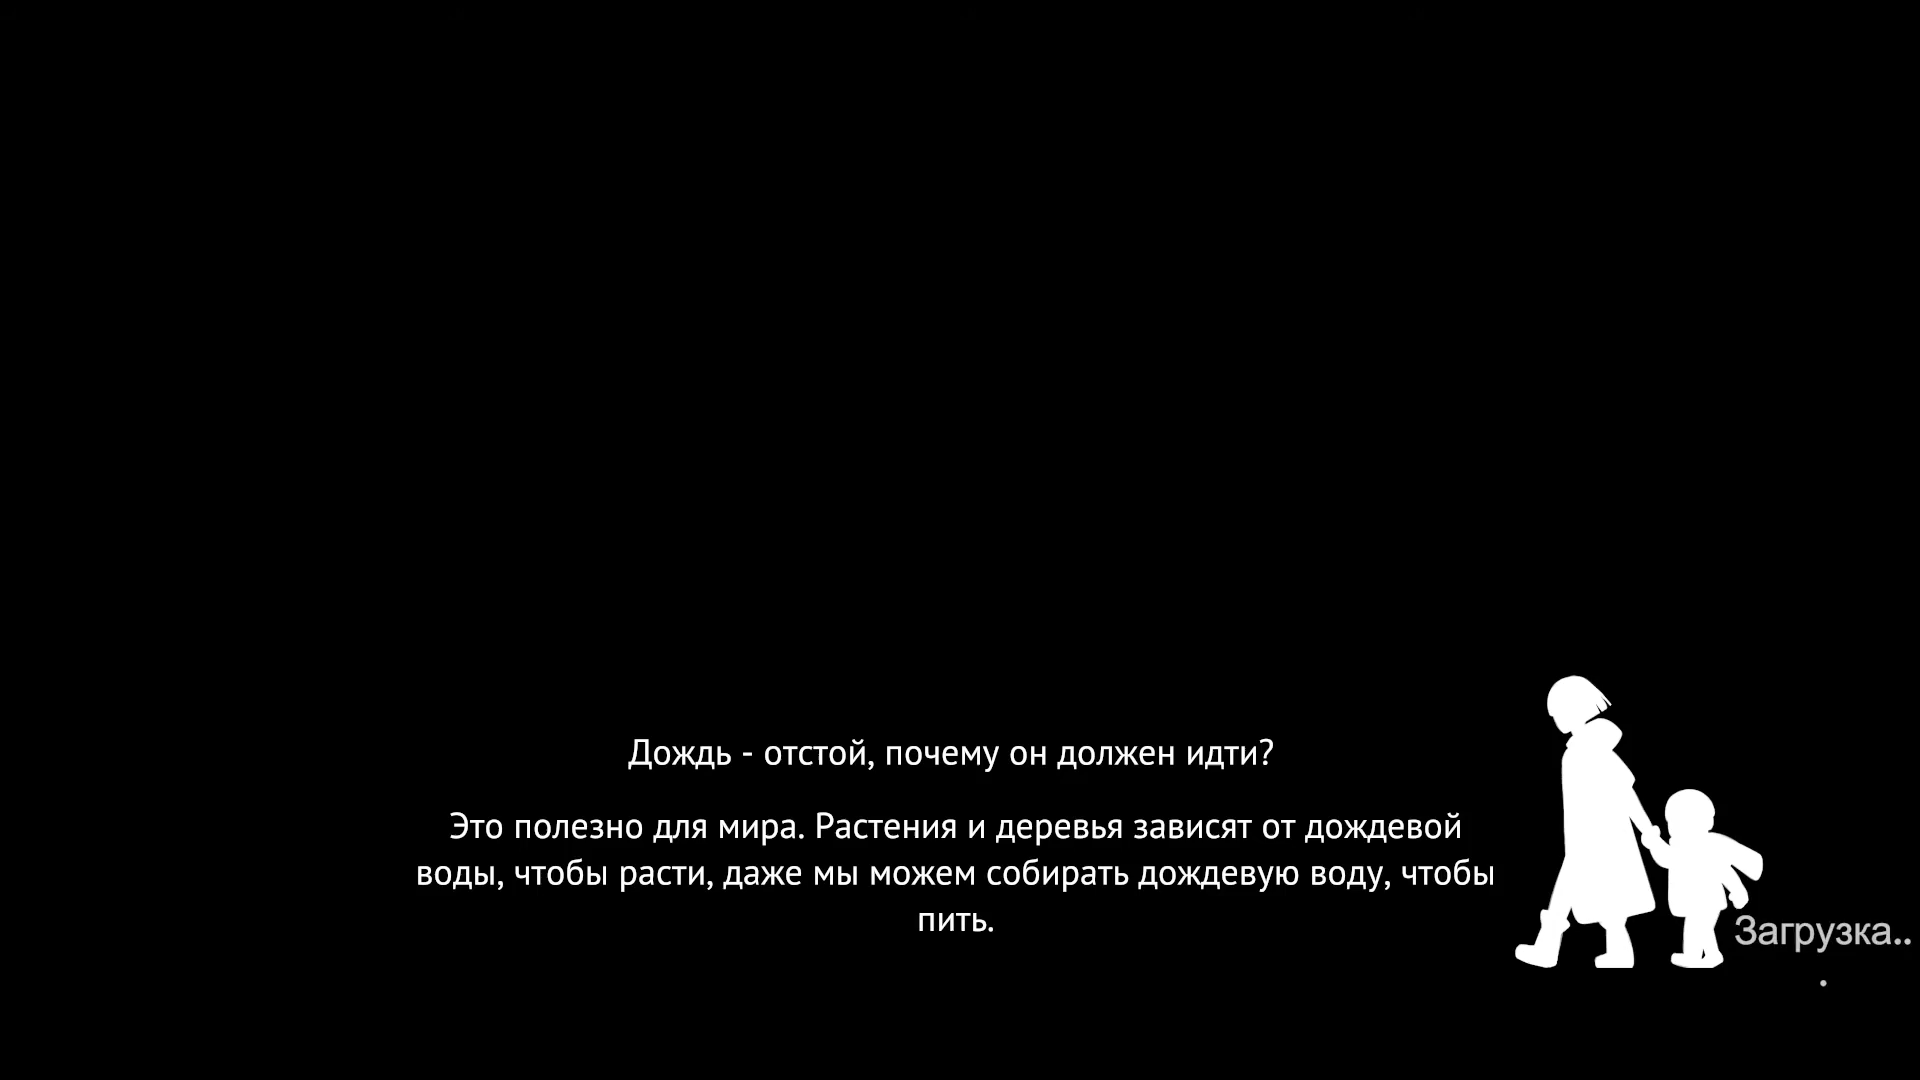 Дождь - отстой, почему он должен идти?
Это полезно для мира. Растения и деревья зависят от дождевой
воды, чтобы расти, даже мы можем собирать дождевую воду, чтобы
пить.
Загрузка..
.